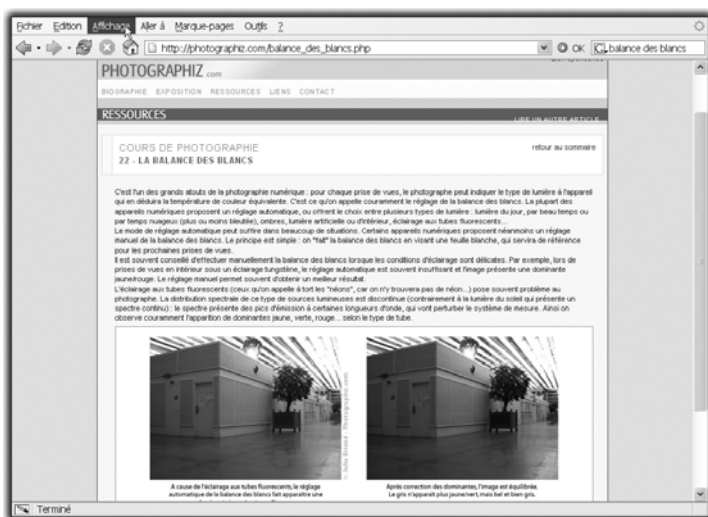 Fichier Edition Affichage Aller à Marque-pages Outils ?
http://photographiz.com/balance_des_blancs.php OK balance des blancs
PHOTOGRAPHIZ.com
BIOGRAPHIE EXPOSITION RESSOURCES LIENS CONTACT
RESSOURCES
LIRE UN AUTRE ARTICLE
COURS DE PHOTOGRAPHIE
retour au sommaire
22 - LA BALANCE DES BLANCS
C'est l'un des grands atouts de la photographie numérique : pour chaque prise de vues, le photographe peut indiquer le type de lumière à l'appareil
qui en déduira la température de couleur équivalente. C'est ce qu'on appelle couramment le réglage de la balance des blancs. La plupart des
appareils numériques proposent un réglage automatique, ou offrent le choix entre plusieurs types de lumière : lumière du jour, par beau temps ou
par temps nuageux (plus ou moins bleutée), ombres, lumière artificielle ou d'intérieur, éclairage aux tubes fluorescents...
Le mode de réglage automatique peut suffire dans beaucoup de situations. Certains appareils numériques proposent néanmoins un réglage
manuel de la balance des blancs. Le principe est simple : on "fait" la balance des blancs en visant une feuille blanche, qui servira de référence
pour les prochaines prises de vues.
Il est souvent conseillé d'effectuer manuellement la balance des blancs lorsque les conditions d'éclairage sont délicates. Par exemple, lors de
prises de vues en intérieur sous un éclairage tungstène, le réglage automatique est souvent insuffisant et l'image présente une dominante
jaune/rouge. Le réglage manuel permet souvent d'obtenir un meilleur résultat.
L'éclairage aux tubes fluorescents (ceux qu'on appelle à tort les "néons", car on n'y trouvera pas de néon...) pose souvent problème au
photographe. La distribution spectrale de ce type de sources lumineuses est discontinue (contrairement à la lumière du soleil qui présente un
spectre continu) : le spectre présente des pics d'émission à certaines longueurs d'onde, qui vont perturber le système de mesure. Ainsi on
observe couramment l'apparition de dominantes jaune, verte, rouge... selon le type de tube.
Photographiz.com
A cause de l'éclairage aux tubes fluorescents, le réglage
automatique de la balance des blancs fait apparaître une
Après correction des dominantes, l'image est équilibrée.
Le gris n'apparaît plus jaune/vert, mais bel et bien gris.
Terminé